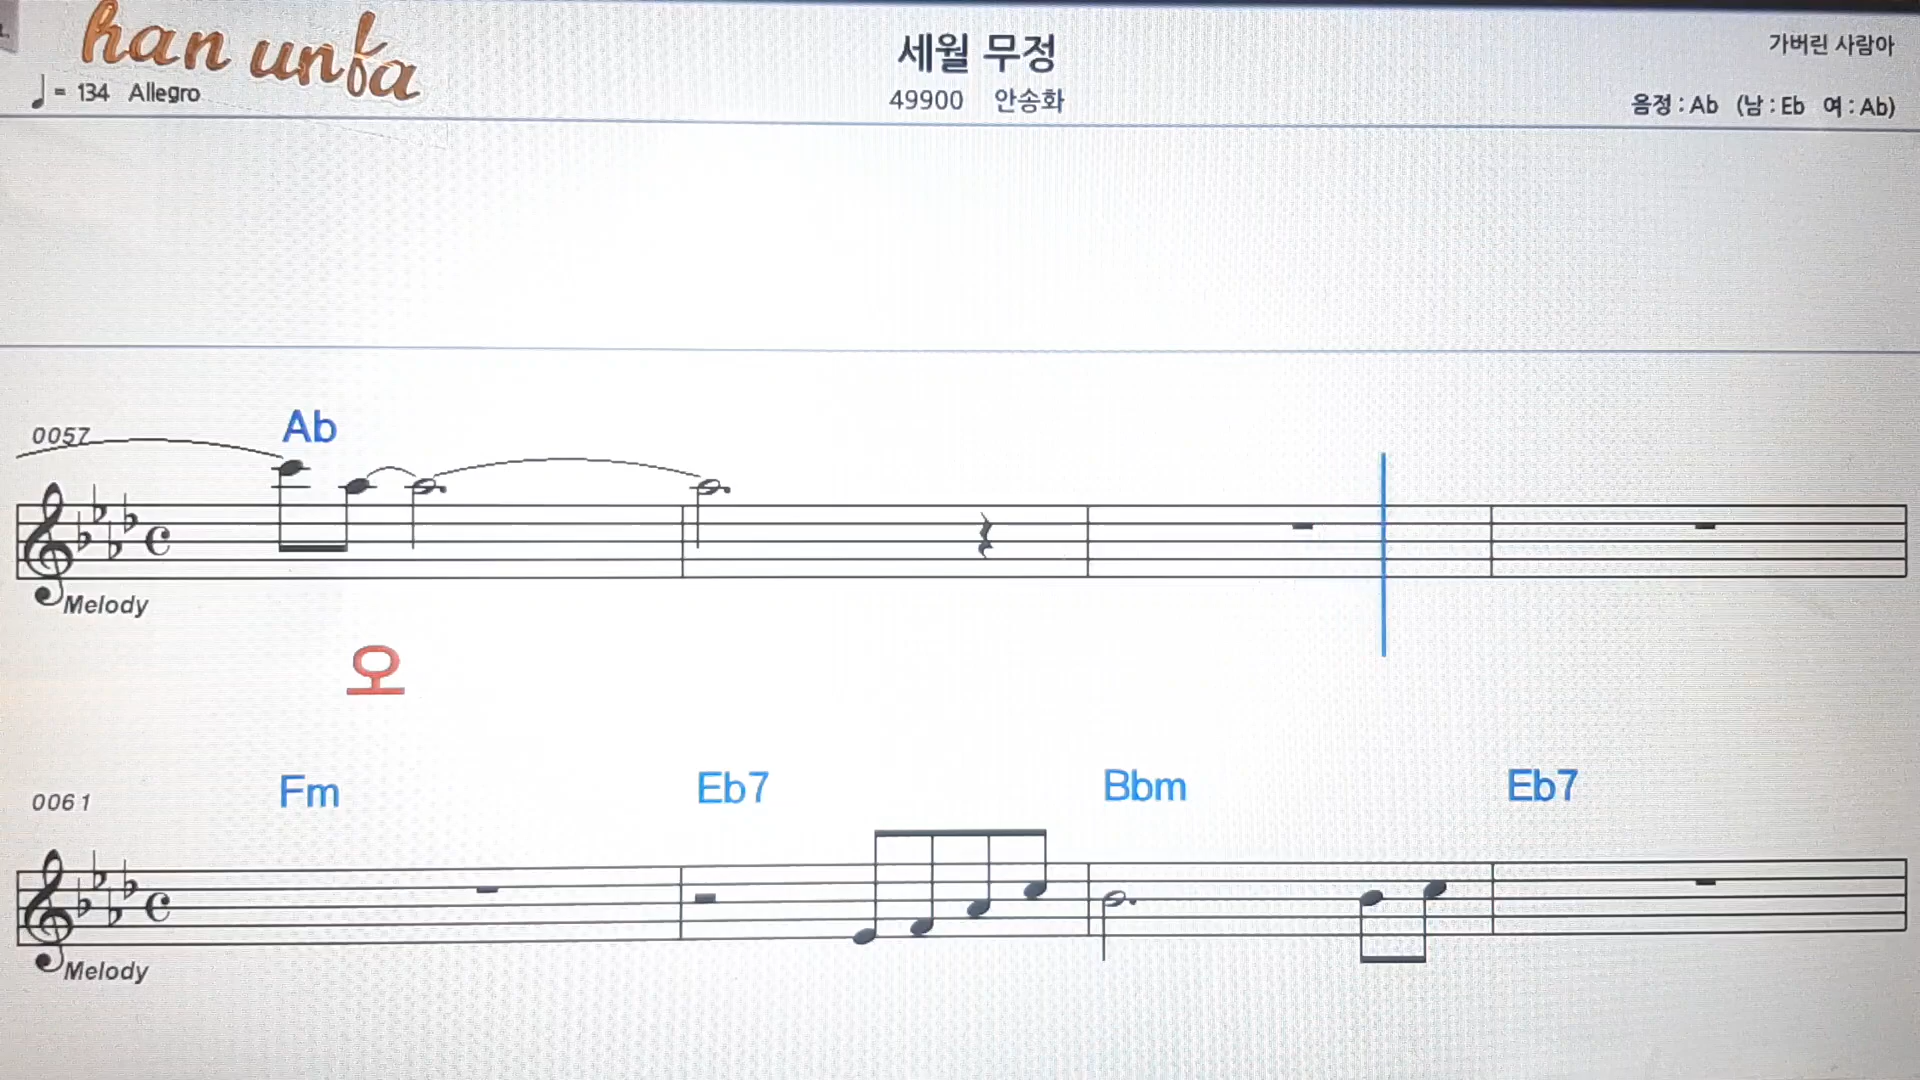 han unfa
♩= 134 Allegro
세월 무정
49900 안송화
가버린 사람아
음정 : Ab (남 : Eb 여 : Ab)
0057
Ab
Melody
오
0061
Fm Eb7 Bbm Eb7
Melody